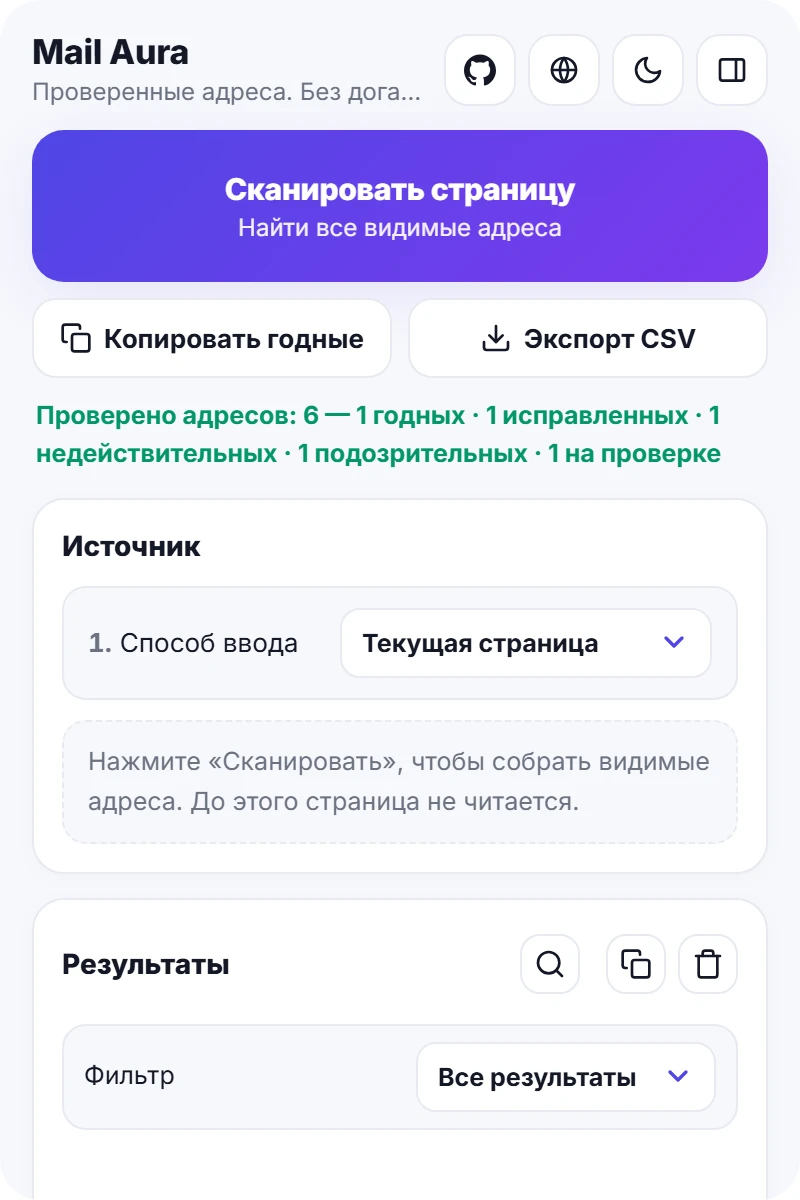 Mail Aura
Проверенные адреса. Без дога...
Сканировать страницу
Найти все видимые адреса
Копировать годные
Экспорт CSV
Проверено адресов: 6 — 1 годных · 1 исправленных · 1
недействительных · 1 подозрительных · 1 на проверке
Источник
1. Способ ввода
Текущая страница
Нажмите «Сканировать», чтобы собрать видимые
адреса. До этого страница не читается.
Результаты
Фильтр
Все результаты